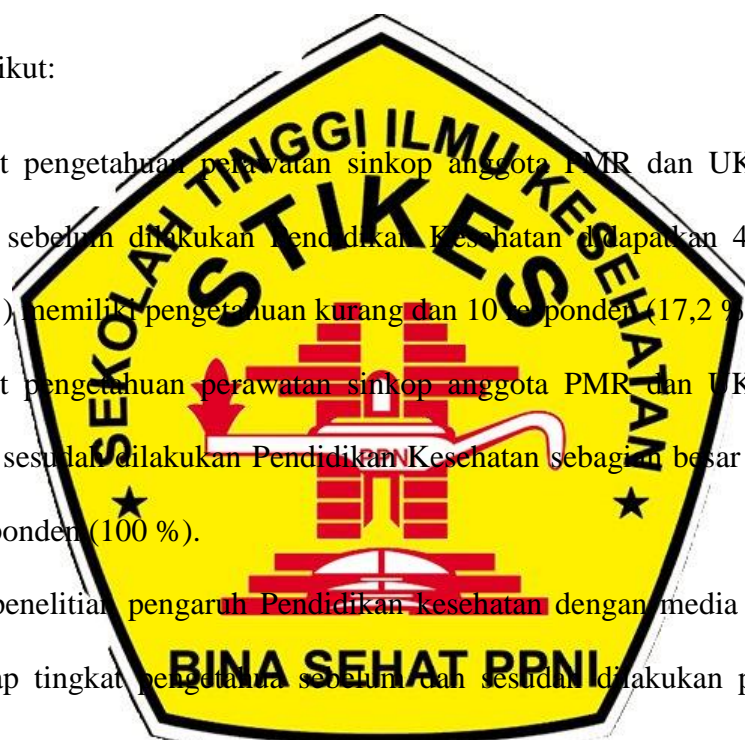 ikut:
t pengetahuan perawatan sinkop anggota PMR dan UK
sebelum dilakukan Pendidikan Kesehatan didapatkan 4
) memiliki pengetahuan kurang dan 10 responden (17,2 %
t pengetahuan perawatan sinkop anggota PMR dan UK
sesudah dilakukan Pendidikan Kesehatan sebagian besar
ponden (100 %).
penelitian pengaruh Pendidikan kesehatan dengan media
ap tingkat pengetahua sebelum dan sesudah dilakukan p
SEKOLAH TINGGI ILMU KESEHATAN
STIKES
PPNI
BINA SEHAT PPNI